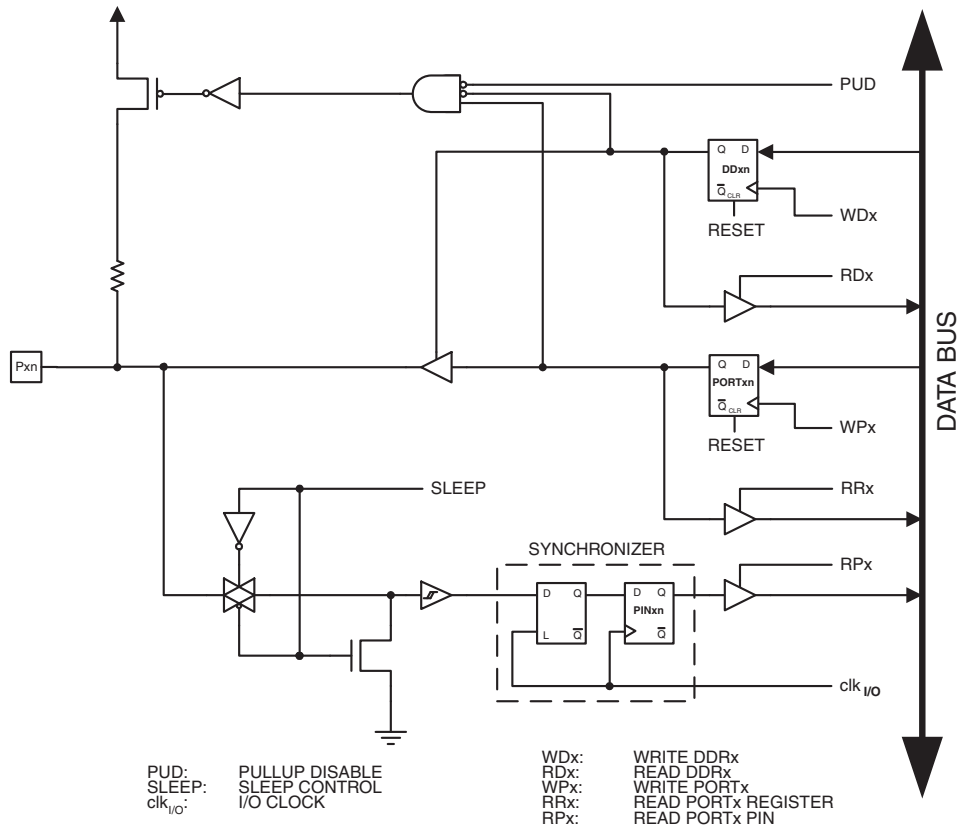 PUD
Q D
DDxn
Q CLR
WDx
RESET
RDx
Pxn
Q D
PORTxn
Q CLR
WPx
RESET
DATA BUS
SLEEP
RRx
SYNCHRONIZER
RPx
D Q
L Q
D Q
PINxn
Q
clk I/O
PUD: PULLUP DISABLE
SLEEP: SLEEP CONTROL
clk I/O: I/O CLOCK
WDx: WRITE DDRx
RDx: READ DDRx
WPx: WRITE PORTx
RRx: READ PORTx REGISTER
RPx: READ PORTx PIN